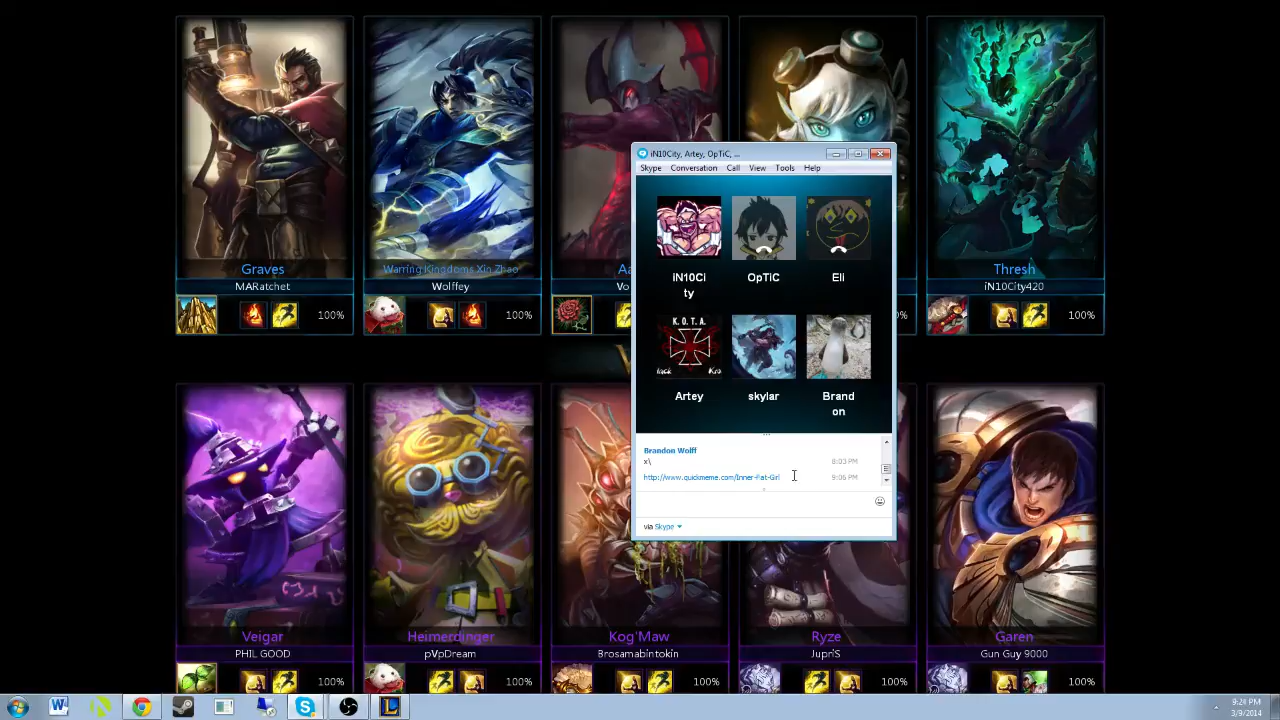 Graves
MARatchet
100%
Warring Kingdoms Xin Zhao
Wolffey
100%
Thresh
iN10City420
100%
iN10City, Artey, OpTiC, ...
Skype Conversation Call View Tools Help
iN10Ci
ty
OpTiC
Eli
K. O. T. A.
Artey
skylar
Brand
on
Brandon Wolff
x\ 8:03 PM
http://www.quickmeme.com/Inner-Fat-Girl 9:06 PM
via Skype
Veigar
PHIL GOOD
100%
Heimerdinger
pVpDream
100%
Kog'Maw
Brosamabintokin
100%
Ryze
JupriS
100%
Garen
Gun Guy 9000
100%
9:24 PM
3/9/2014